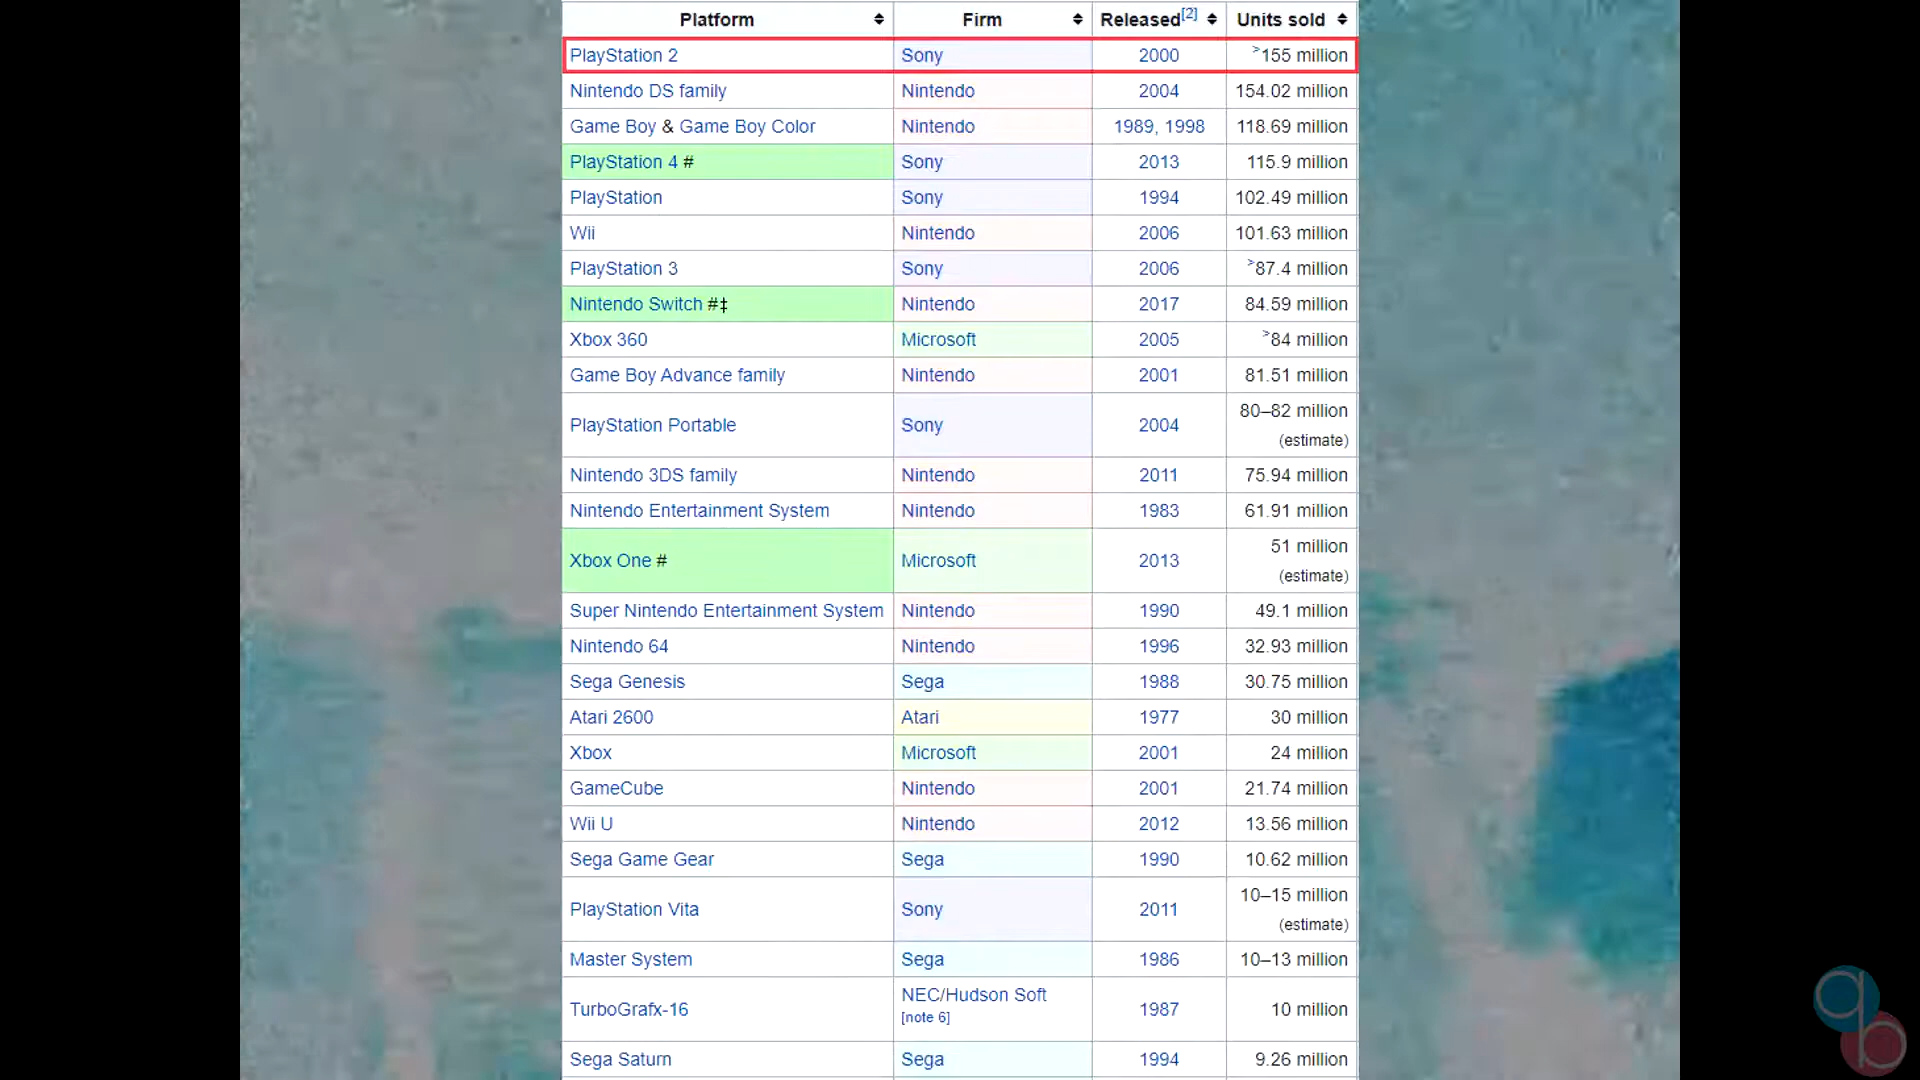 Platform Firm Released[2] Units sold
PlayStation 2 Sony 2000 >155 million
Nintendo DS family Nintendo 2004 154.02 million
Game Boy & Game Boy Color Nintendo 1989, 1998 118.69 million
PlayStation 4 # Sony 2013 115.9 million
PlayStation Sony 1994 102.49 million
Wii Nintendo 2006 101.63 million
PlayStation 3 Sony 2006 >87.4 million
Nintendo Switch #‡ Nintendo 2017 84.59 million
Xbox 360 Microsoft 2005 >84 million
Game Boy Advance family Nintendo 2001 81.51 million
PlayStation Portable Sony 2004 80–82 million
(estimate)
Nintendo 3DS family Nintendo 2011 75.94 million
Nintendo Entertainment System Nintendo 1983 61.91 million
Xbox One # Microsoft 2013 51 million
(estimate)
Super Nintendo Entertainment System Nintendo 1990 49.1 million
Nintendo 64 Nintendo 1996 32.93 million
Sega Genesis Sega 1988 30.75 million
Atari 2600 Atari 1977 30 million
Xbox Microsoft 2001 24 million
GameCube Nintendo 2001 21.74 million
Wii U Nintendo 2012 13.56 million
Sega Game Gear Sega 1990 10.62 million
PlayStation Vita Sony 2011 10–15 million
(estimate)
Master System Sega 1986 10–13 million
TurboGrafx-16 NEC/Hudson Soft 1987 10 million
[note 6]
Sega Saturn Sega 1994 9.26 million
gb